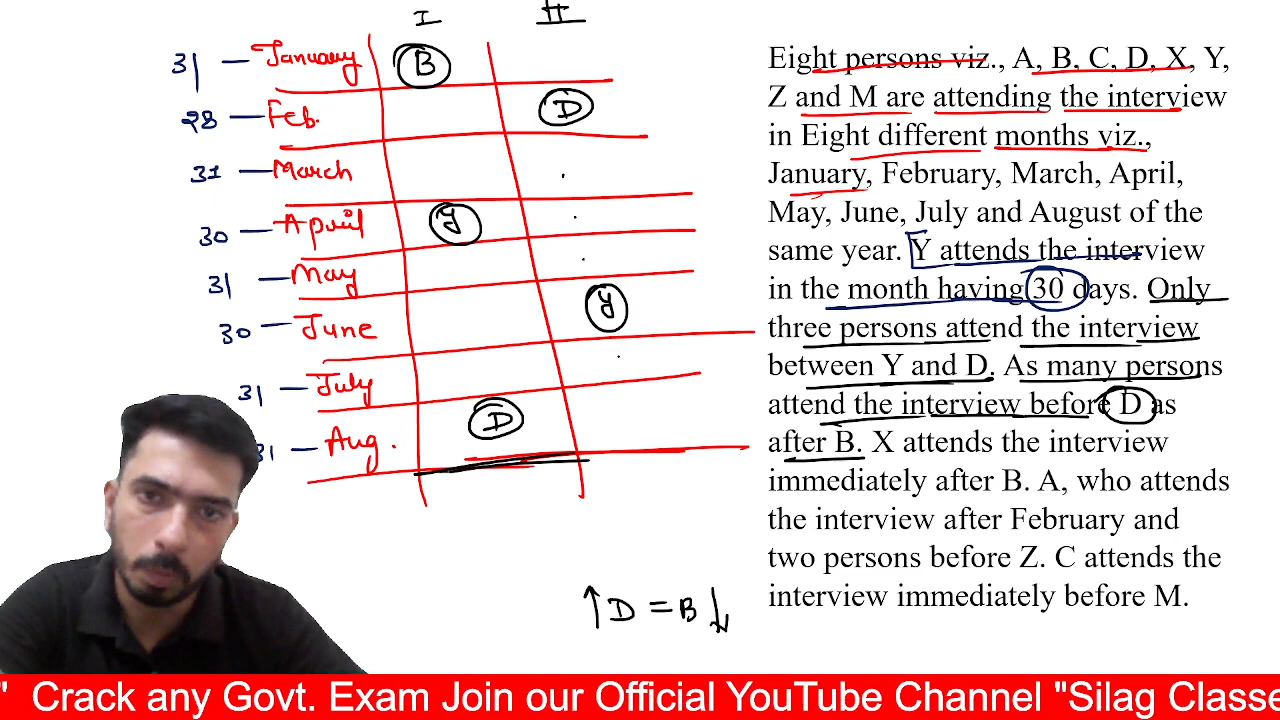 I II
31 — January B
28 — Feb. D
31 — March
30 — April Y
31 — May
30 — June Y
31 — July
31 — Aug. D
↑ D = B ↓
Eight persons viz., A, B, C, D, X, Y,
Z and M are attending the interview
in Eight different months viz.,
January, February, March, April,
May, June, July and August of the
same year. Y attends the interview
in the month having 30 days. Only
three persons attend the interview
between Y and D. As many persons
attend the interview before D as
after B. X attends the interview
immediately after B. A, who attends
the interview after February and
two persons before Z. C attends the
interview immediately before M.
" Crack any Govt. Exam Join our Official YouTube Channel "Silag Classe